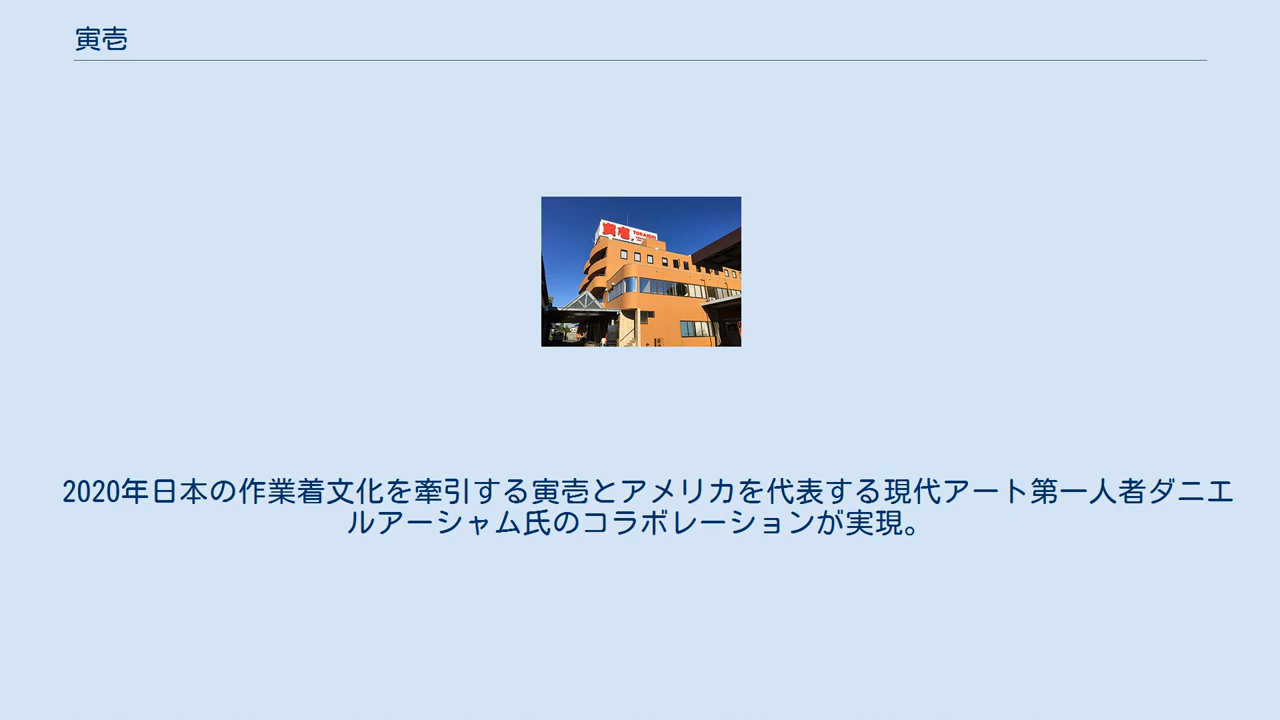 寅壱
寅壱 TORAICHI
2020年日本の作業着文化を牽引する寅壱とアメリカを代表する現代アート第一人者ダニエ
ルアーシャム氏のコラボレーションが実現。